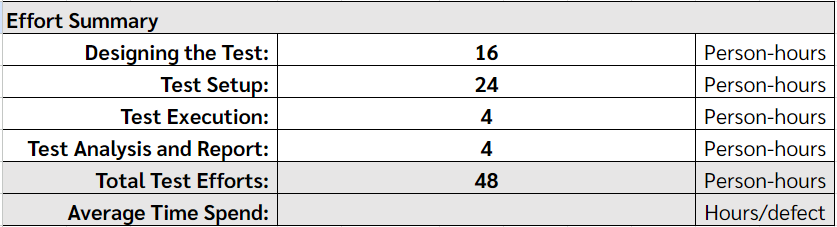 Effort Summary
Designing the Test: 16 Person-hours
Test Setup: 24 Person-hours
Test Execution: 4 Person-hours
Test Analysis and Report: 4 Person-hours
Total Test Efforts: 48 Person-hours
Average Time Spend: Hours/defect